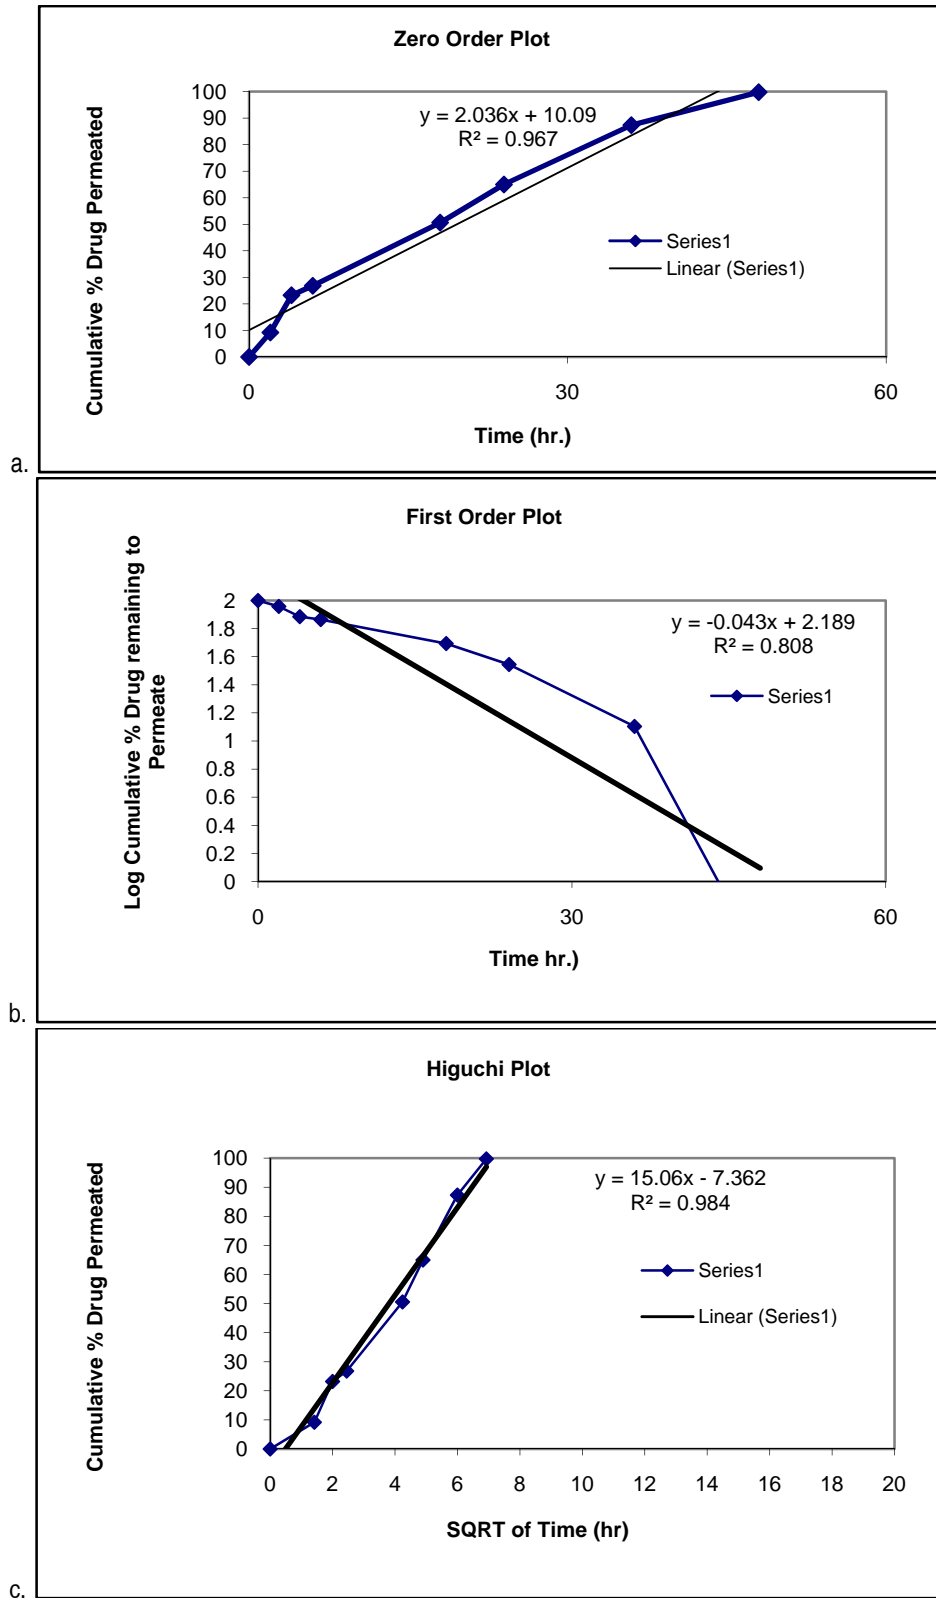 Zero Order Plot
100
90
80
70
60
50
40
30
20
10
0
y = 2.036x + 10.09
R² = 0.967
Series1
Linear (Series1)
Cumulative % Drug Permeated
0
30
60
Time (hr.)
a.
First Order Plot
Log Cumulative % Drug remaining to
Permeate
2
1.8
1.6
1.4
1.2
1
0.8
0.6
0.4
0.2
0
y = -0.043x + 2.189
R² = 0.808
Series1
0
30
60
Time hr.)
b.
Higuchi Plot
Cumulative % Drug Permeated
100
90
80
70
60
50
40
30
20
10
0
y = 15.06x - 7.362
R² = 0.984
Series1
Linear (Series1)
0 2 4 6 8 10 12 14 16 18 20
SQRT of Time (hr)
c.